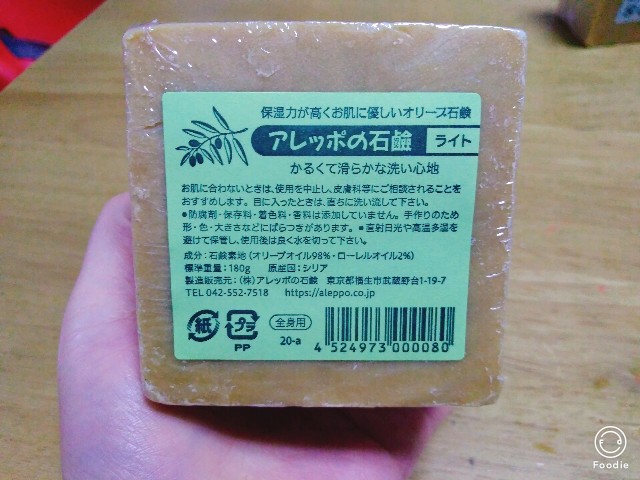 保湿力が高くお肌に優しいオリーブ石鹸
アレッポの石鹸 ライト
かるくて滑らかな洗い心地
お肌に合わないときは、使用を中止し、皮膚科等にご相談されることを
おすすめします。目に入ったときは、直ちに洗い流して下さい。
●防腐剤・保存料・着色料・香料は添加していません。手作りのため
形・色・大きさなどにばらつきがあります。●直射日光や高温多湿を
避けて保管し、使用後は良く水を切って下さい。
成分：石鹸素地（オリーブオイル98%・ローレルオイル2%）
標準重量：180g 原産国：シリア
製造販売元：（株）アレッポの石鹸 東京都福生市武蔵野台1-19-7
TEL 042-552-7518 https://aleppo.co.jp
紙 プラ 全身用
PP 20-a 4 524973 000080
Foodie